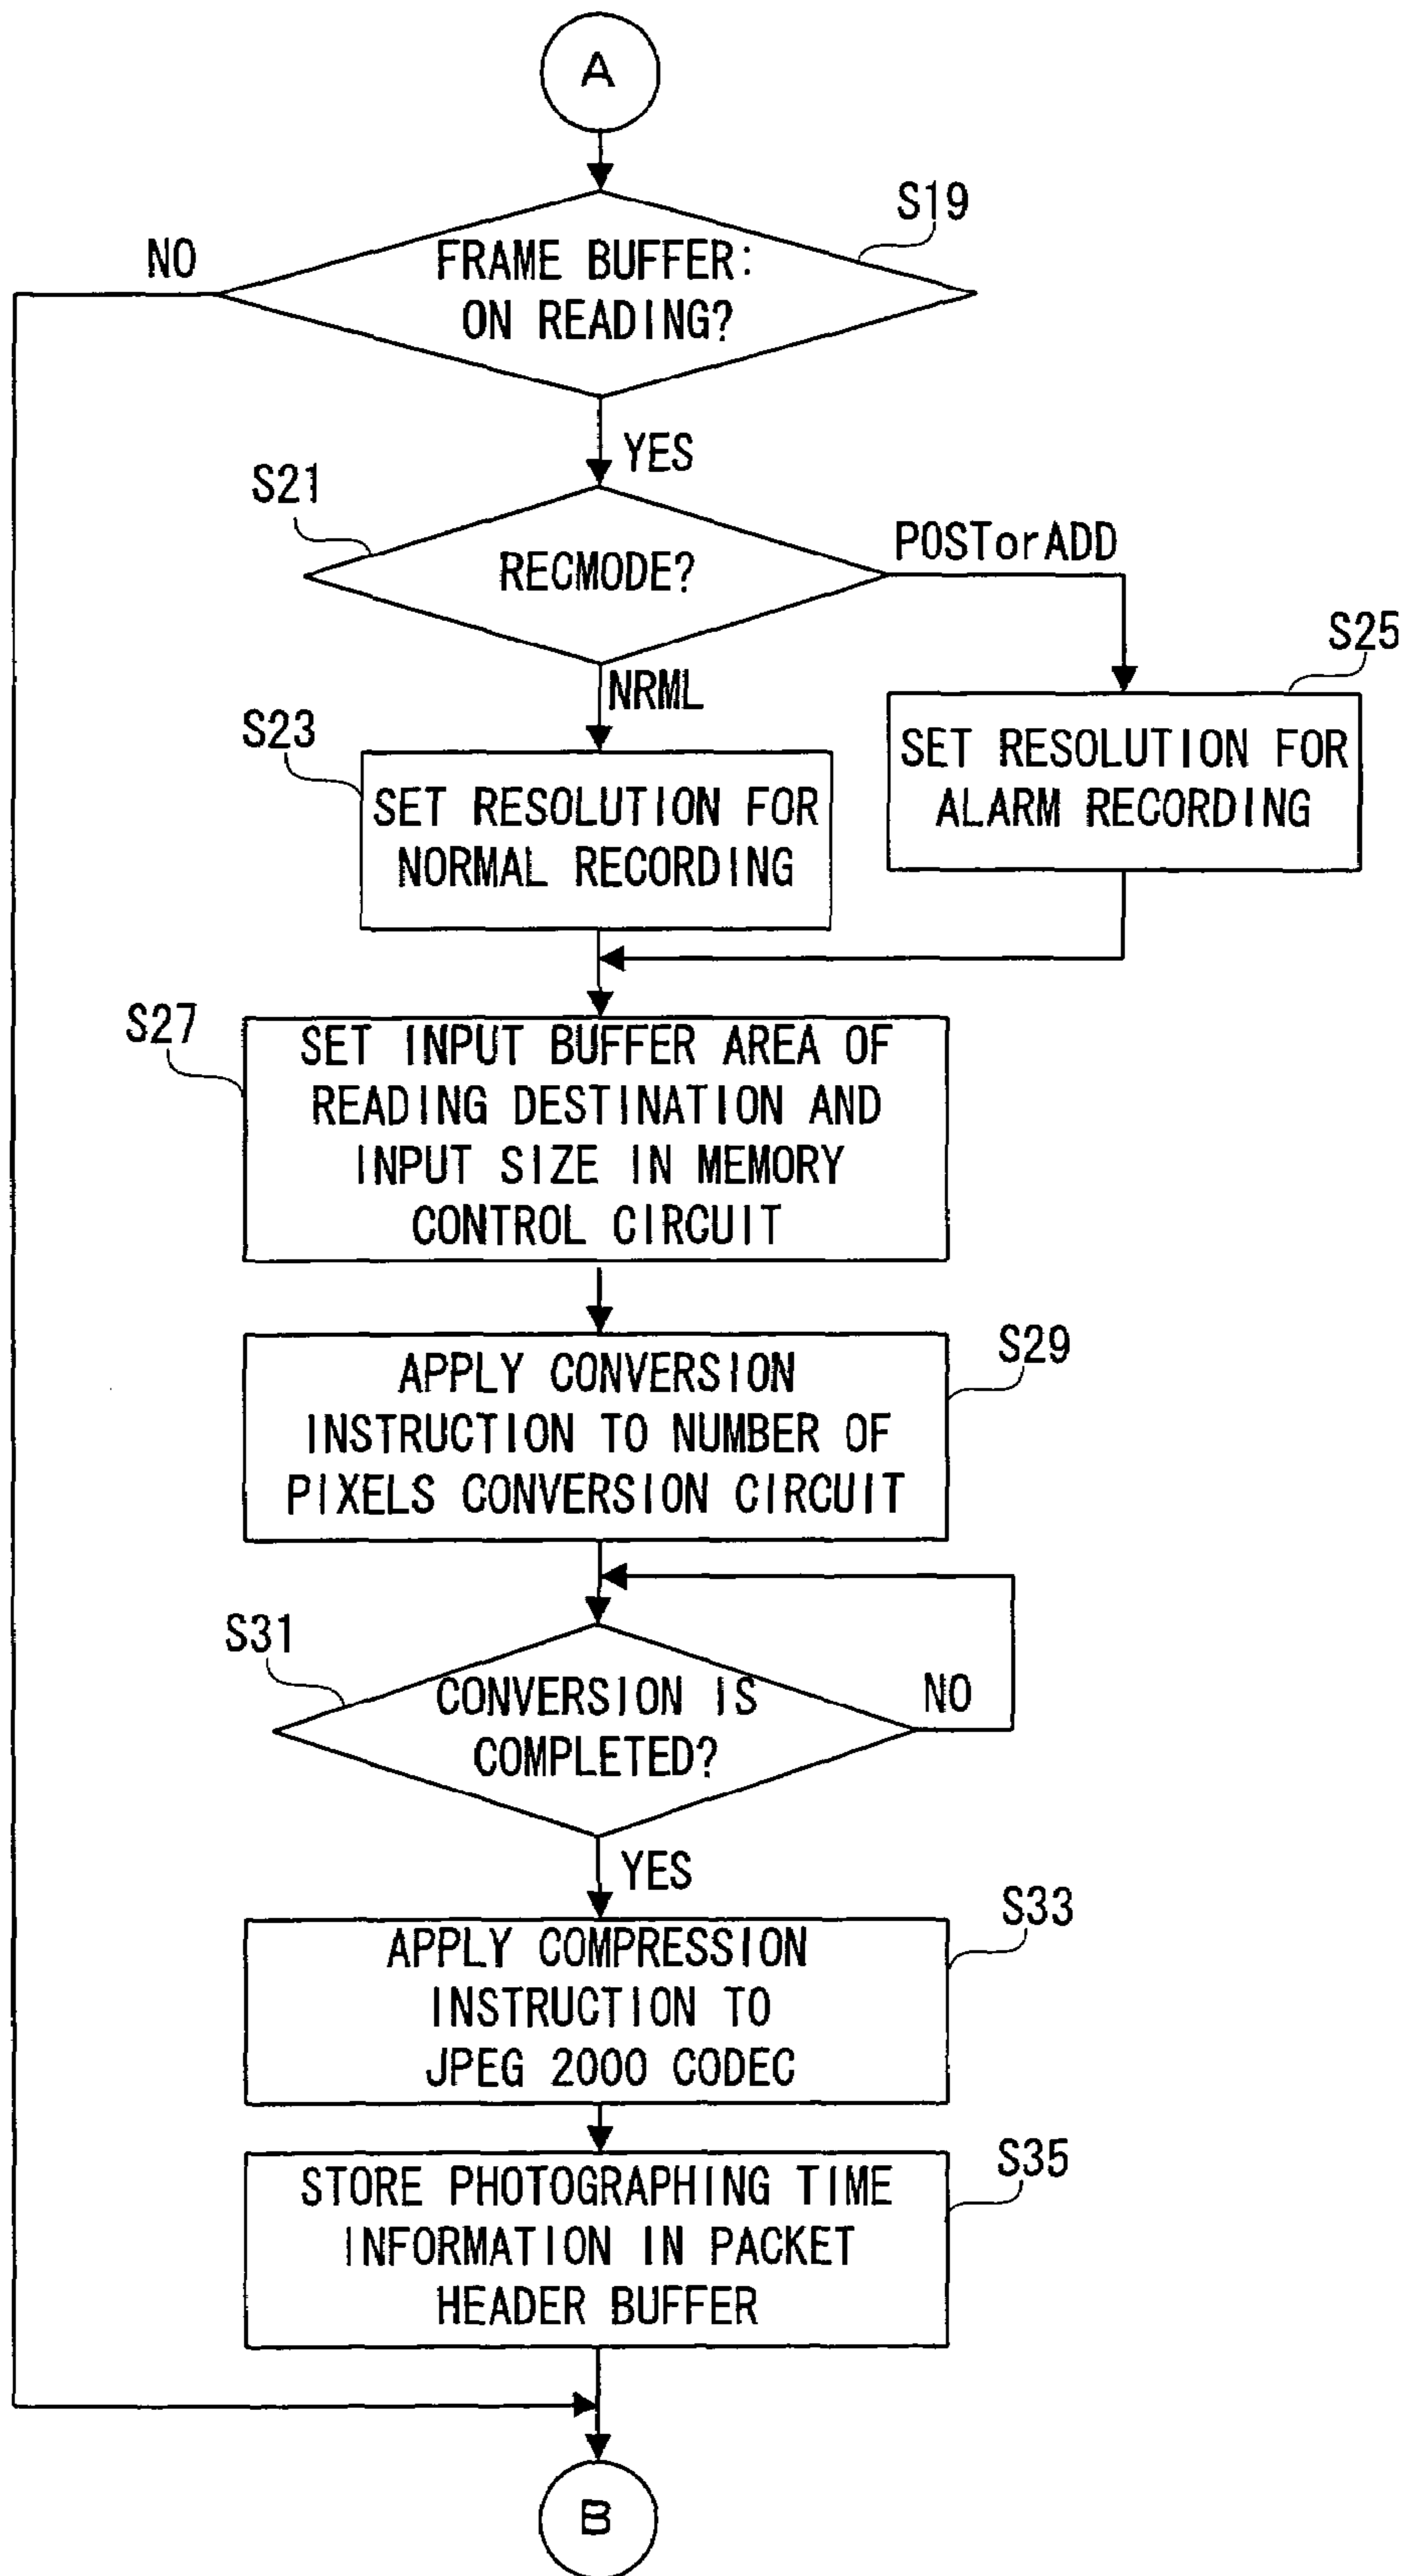 A
S19
NO
FRAME BUFFER:
ON READING?
YES
S21
RECMODE?
POSTorADD
S25
NRML
S23
SET RESOLUTION FOR
ALARM RECORDING
SET RESOLUTION FOR
NORMAL RECORDING
S27
SET INPUT BUFFER AREA OF
READING DESTINATION AND
INPUT SIZE IN MEMORY
CONTROL CIRCUIT
S29
APPLY CONVERSION
INSTRUCTION TO NUMBER OF
PIXELS CONVERSION CIRCUIT
S31
CONVERSION IS
COMPLETED?
NO
YES
S33
APPLY COMPRESSION
INSTRUCTION TO
JPEG 2000 CODEC
S35
STORE PHOTOGRAPHING TIME
INFORMATION IN PACKET
HEADER BUFFER
B